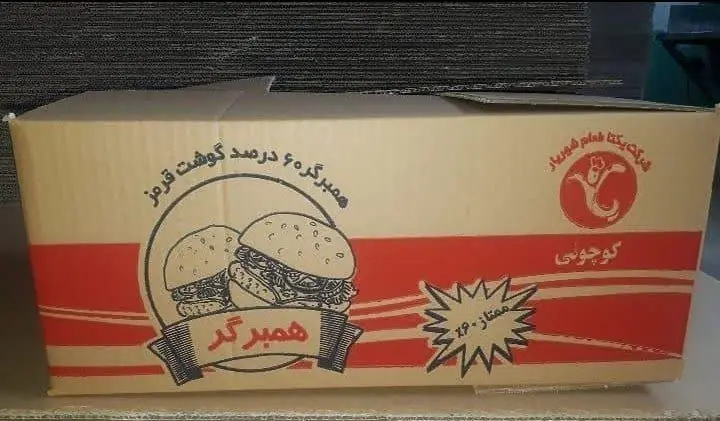 همبرگر ۶۰ درصد گوشت قرمز
شرکت یکتا طعام شهریار
کوچولی
ممتاز ۶۰٪
همبرگر